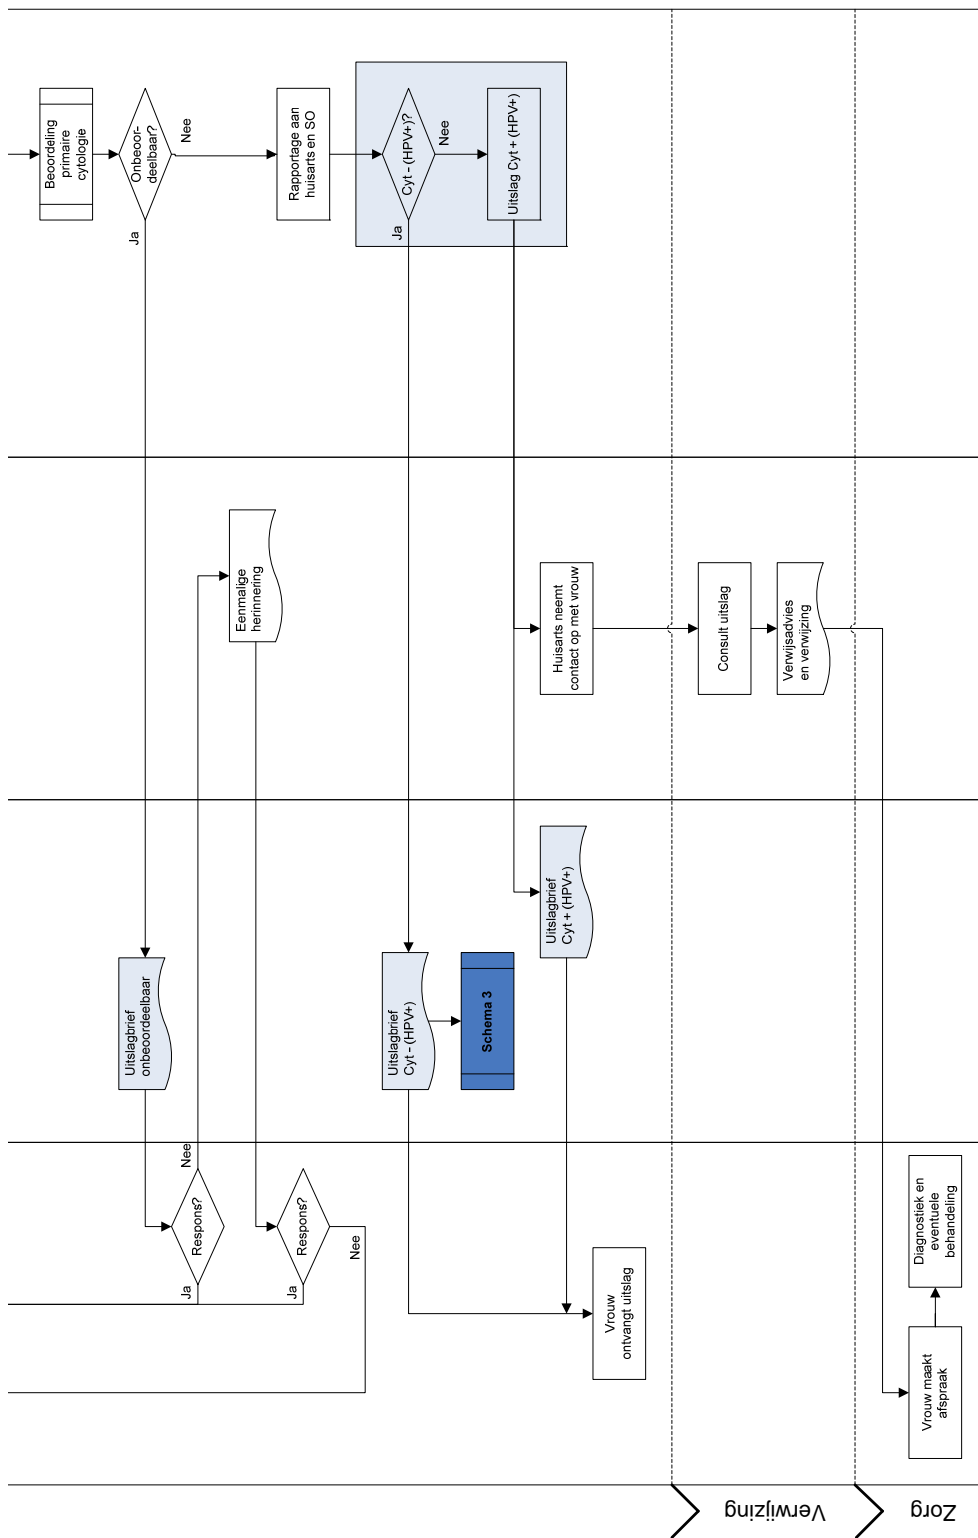 Beoordeling
primaire
cytologie
Onbeoor-
deelbaar?
Nee
Ja
Rapportage aan
huisarts en SO
Cyt - (HPV+)?
Nee
Ja
Uitslag Cyt + (HPV+)
Eenmalige
herinnering
Huisarts neemt
contact op met vrouw
Consult uitslag
Verwijsadvies
en verwijzing
Uitslagbrief
onbeoordeelbaar
Uitslagbrief
Cyt - (HPV+)
Schema 3
Uitslagbrief
Cyt + (HPV+)
Respons?
Nee
Ja
Respons?
Nee
Ja
Vrouw
ontvangt uitslag
Diagnostiek en
eventuele
behandeling
Vrouw maakt
afspraak
Verwijzing
Zorg